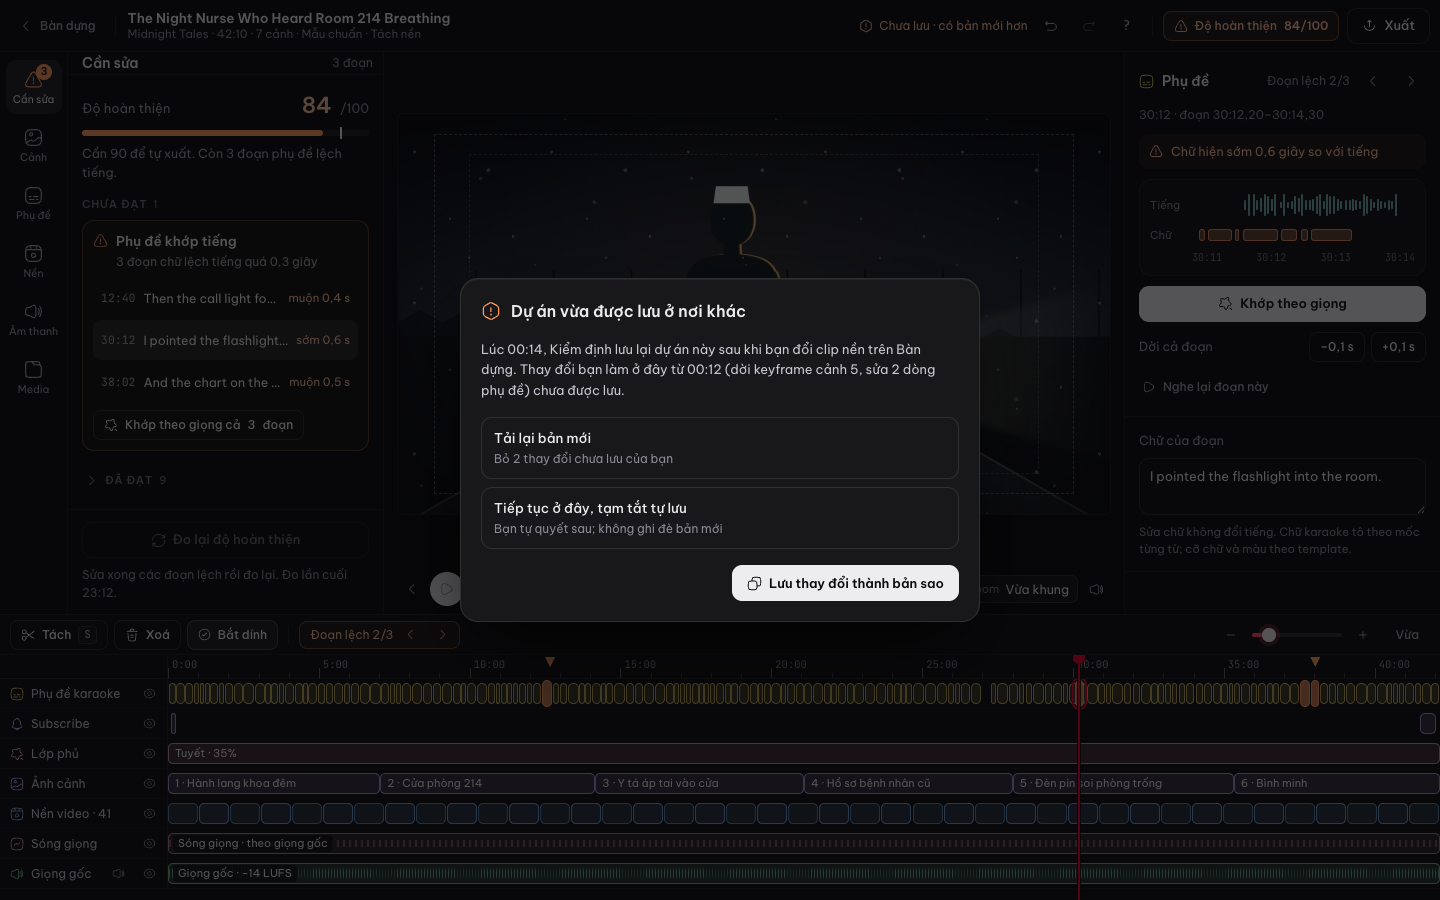 Bàn dựng
The Night Nurse Who Heard Room 214 Breathing
Midnight Tales · 42:10 · 7 cảnh · Mẫu chuẩn · Tách nền
Chưa lưu · có bản mới hơn
?
Độ hoàn thiện 84/100
Xuất
3
Cần sửa
Cảnh
Phụ đề
Nền
Âm thanh
Media
Cần sửa
3 đoạn
Độ hoàn thiện
84 /100
Cần 90 để tự xuất. Còn 3 đoạn phụ đề lệch
tiếng.
CHƯA ĐẠT 1
Phụ đề khớp tiếng
3 đoạn chữ lệch tiếng quá 0,3 giây
12:40 Then the call light fo... muộn 0,4 s
30:12 I pointed the flashlight... sớm 0,6 s
38:02 And the chart on the ... muộn 0,5 s
Khớp theo giọng cả 3 đoạn
ĐÃ ĐẠT 9
Đo lại độ hoàn thiện
Sửa xong các đoạn lệch rồi đo lại. Đo lần cuối
23:12.
Dự án vừa được lưu ở nơi khác
Lúc 00:14, Kiểm định lưu lại dự án này sau khi bạn đổi clip nền trên Bàn
dựng. Thay đổi bạn làm ở đây từ 00:12 (dời keyframe cảnh 5, sửa 2 dòng
phụ đề) chưa được lưu.
Tải lại bản mới
Bỏ 2 thay đổi chưa lưu của bạn
Tiếp tục ở đây, tạm tắt tự lưu
Bạn tự quyết sau; không ghi đè bản mới
Lưu thay đổi thành bản sao
Vừa khung
Phụ đề
Đoạn lệch 2/3
30:12 · đoạn 30:12,20–30:14,30
Chữ hiện sớm 0,6 giây so với tiếng
Tiếng
Chữ
30:11 30:12 30:13 30:14
Khớp theo giọng
Dời cả đoạn
−0,1 s
+0,1 s
Nghe lại đoạn này
Chữ của đoạn
I pointed the flashlight into the room.
Sửa chữ không đổi tiếng. Chữ karaoke tô theo mốc
từng từ; cỡ chữ và màu theo template.
Tách S
Xoá
Bắt dính
Đoạn lệch 2/3
Vừa
0:00 5:00 10:00 15:00 20:00 25:00 30:00 35:00 40:00
Phụ đề karaoke
Subscribe
Lớp phủ
Tuyết · 35%
Ảnh cảnh
1 · Hành lang khoa đêm
2 · Cửa phòng 214
3 · Y tá áp tai vào cửa
4 · Hồ sơ bệnh nhân cũ
5 · Đèn pin soi phòng trống
6 · Bình minh
Nền video · 41
Sóng giọng
Sóng giọng · theo giọng gốc
Giọng gốc
Giọng gốc · −14 LUFS